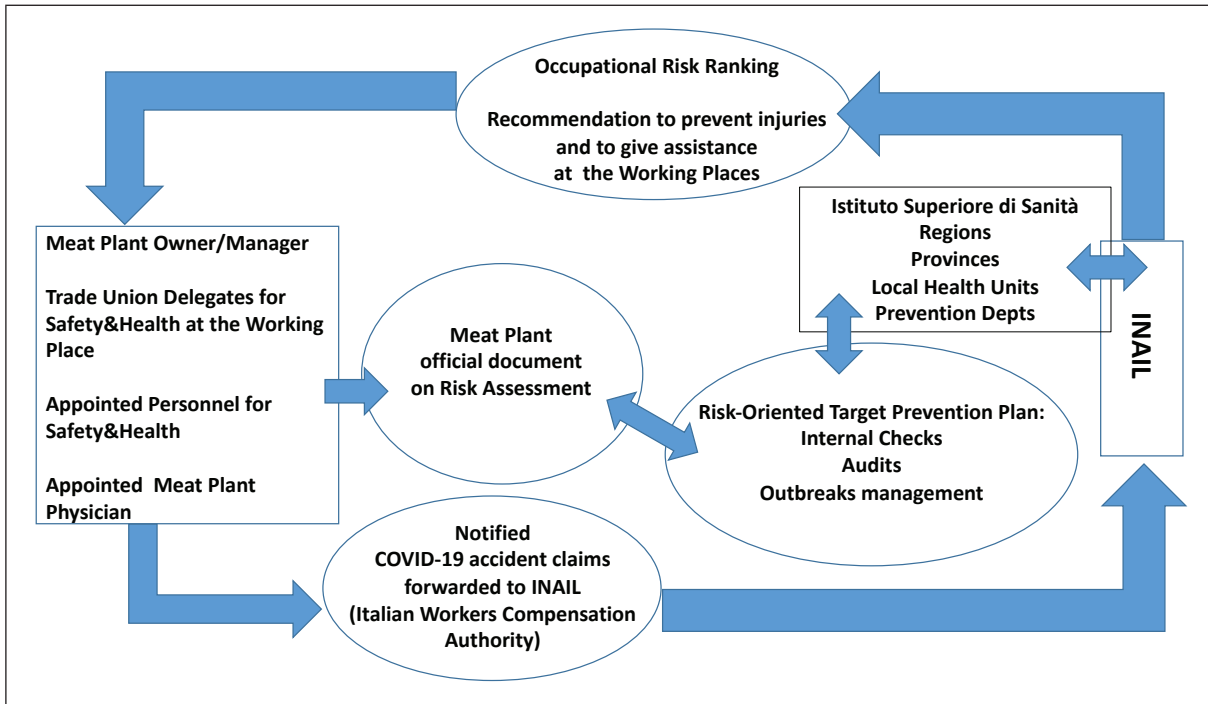 Occupational Risk Ranking
Recommendation to prevent injuries
and to give assistance
at the Working Places
Istituto Superiore di Sanità
Regions
Provinces
Local Health Units
Prevention Depts
INAIL
Meat Plant Owner/Manager
Trade Union Delegates for
Safety&Health at the Working
Place
Appointed Personnel for
Safety&Health
Appointed Meat Plant
Physician
Meat Plant
official document
on Risk Assessment
Risk-Oriented Target Prevention Plan:
Internal Checks
Audits
Outbreaks management
Notified
COVID-19 accident claims
forwarded to INAIL
(Italian Workers Compensation
Authority)